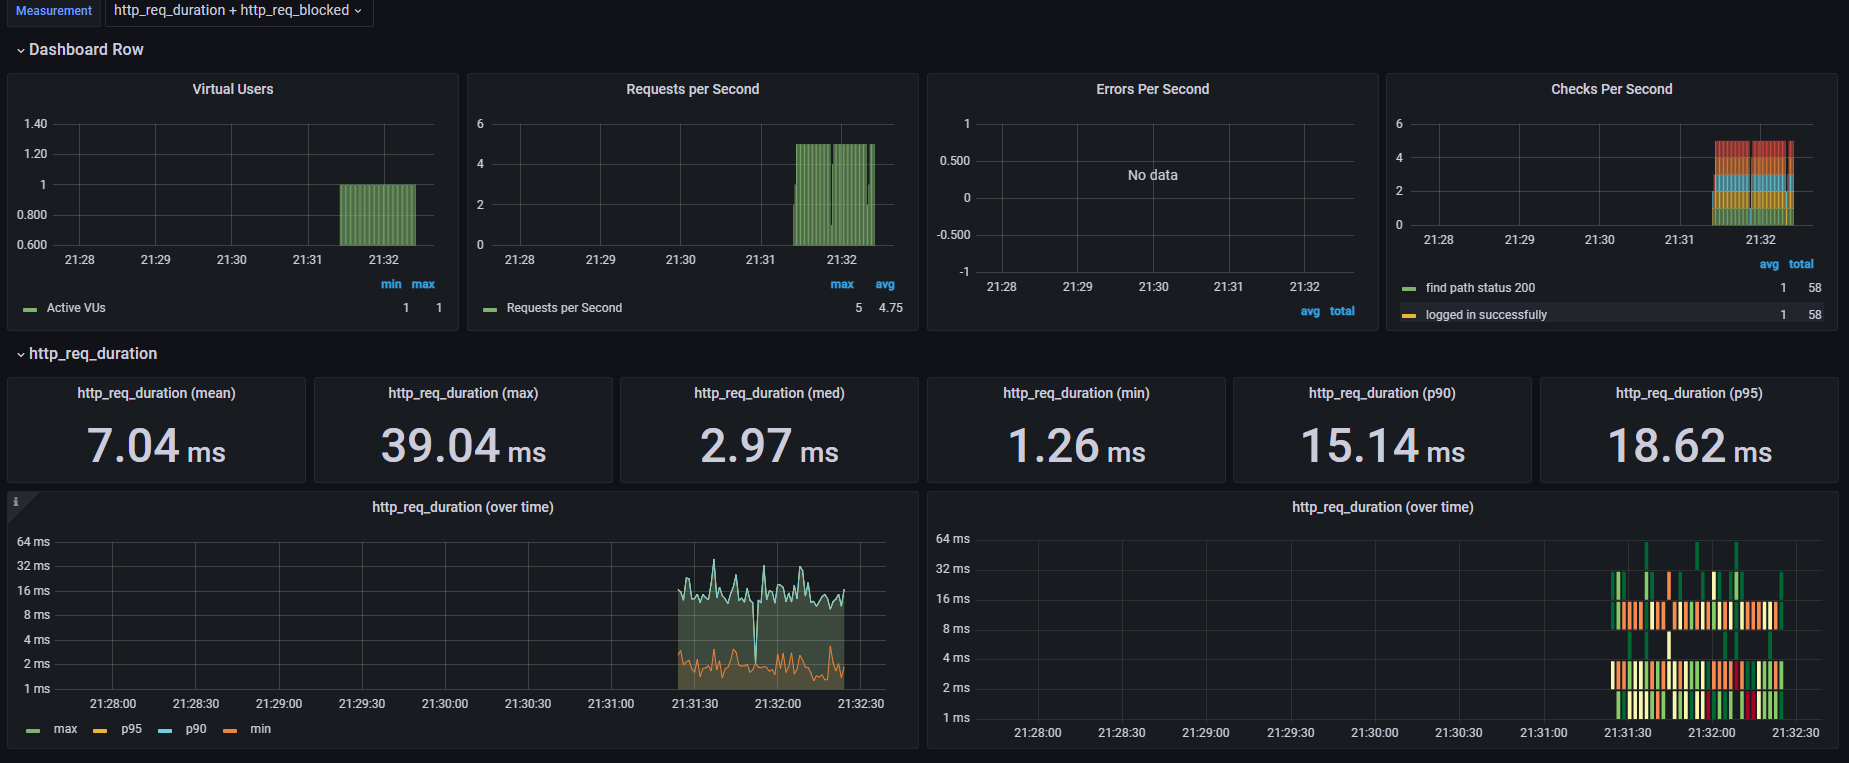 Measurement http_req_duration + http_req_blocked
Dashboard Row
Virtual Users
1.40
1.20
1
0.800
0.600
21:28 21:29 21:30 21:31 21:32
min max
Active VUs 1 1
Requests per Second
6
4
2
0
21:28 21:29 21:30 21:31 21:32
max avg
Requests per Second 5 4.75
Errors Per Second
1
0.500
No data
0
-0.500
-1
21:28 21:29 21:30 21:31 21:32
avg total
Checks Per Second
6
4
2
0
21:28 21:29 21:30 21:31 21:32
avg total
find path status 200 1 58
logged in successfully 1 58
http_req_duration
http_req_duration (mean)
7.04 ms
http_req_duration (max)
39.04 ms
http_req_duration (med)
2.97 ms
http_req_duration (min)
1.26 ms
http_req_duration (p90)
15.14 ms
http_req_duration (p95)
18.62 ms
i
http_req_duration (over time)
64 ms
32 ms
16 ms
8 ms
4 ms
2 ms
1 ms
21:28:00 21:28:30 21:29:00 21:29:30 21:30:00 21:30:30 21:31:00 21:31:30 21:32:00 21:32:30
max p95 p90 min
http_req_duration (over time)
64 ms
32 ms
16 ms
8 ms
4 ms
2 ms
1 ms
21:28:00 21:28:30 21:29:00 21:29:30 21:30:00 21:30:30 21:31:00 21:31:30 21:32:00 21:32:30